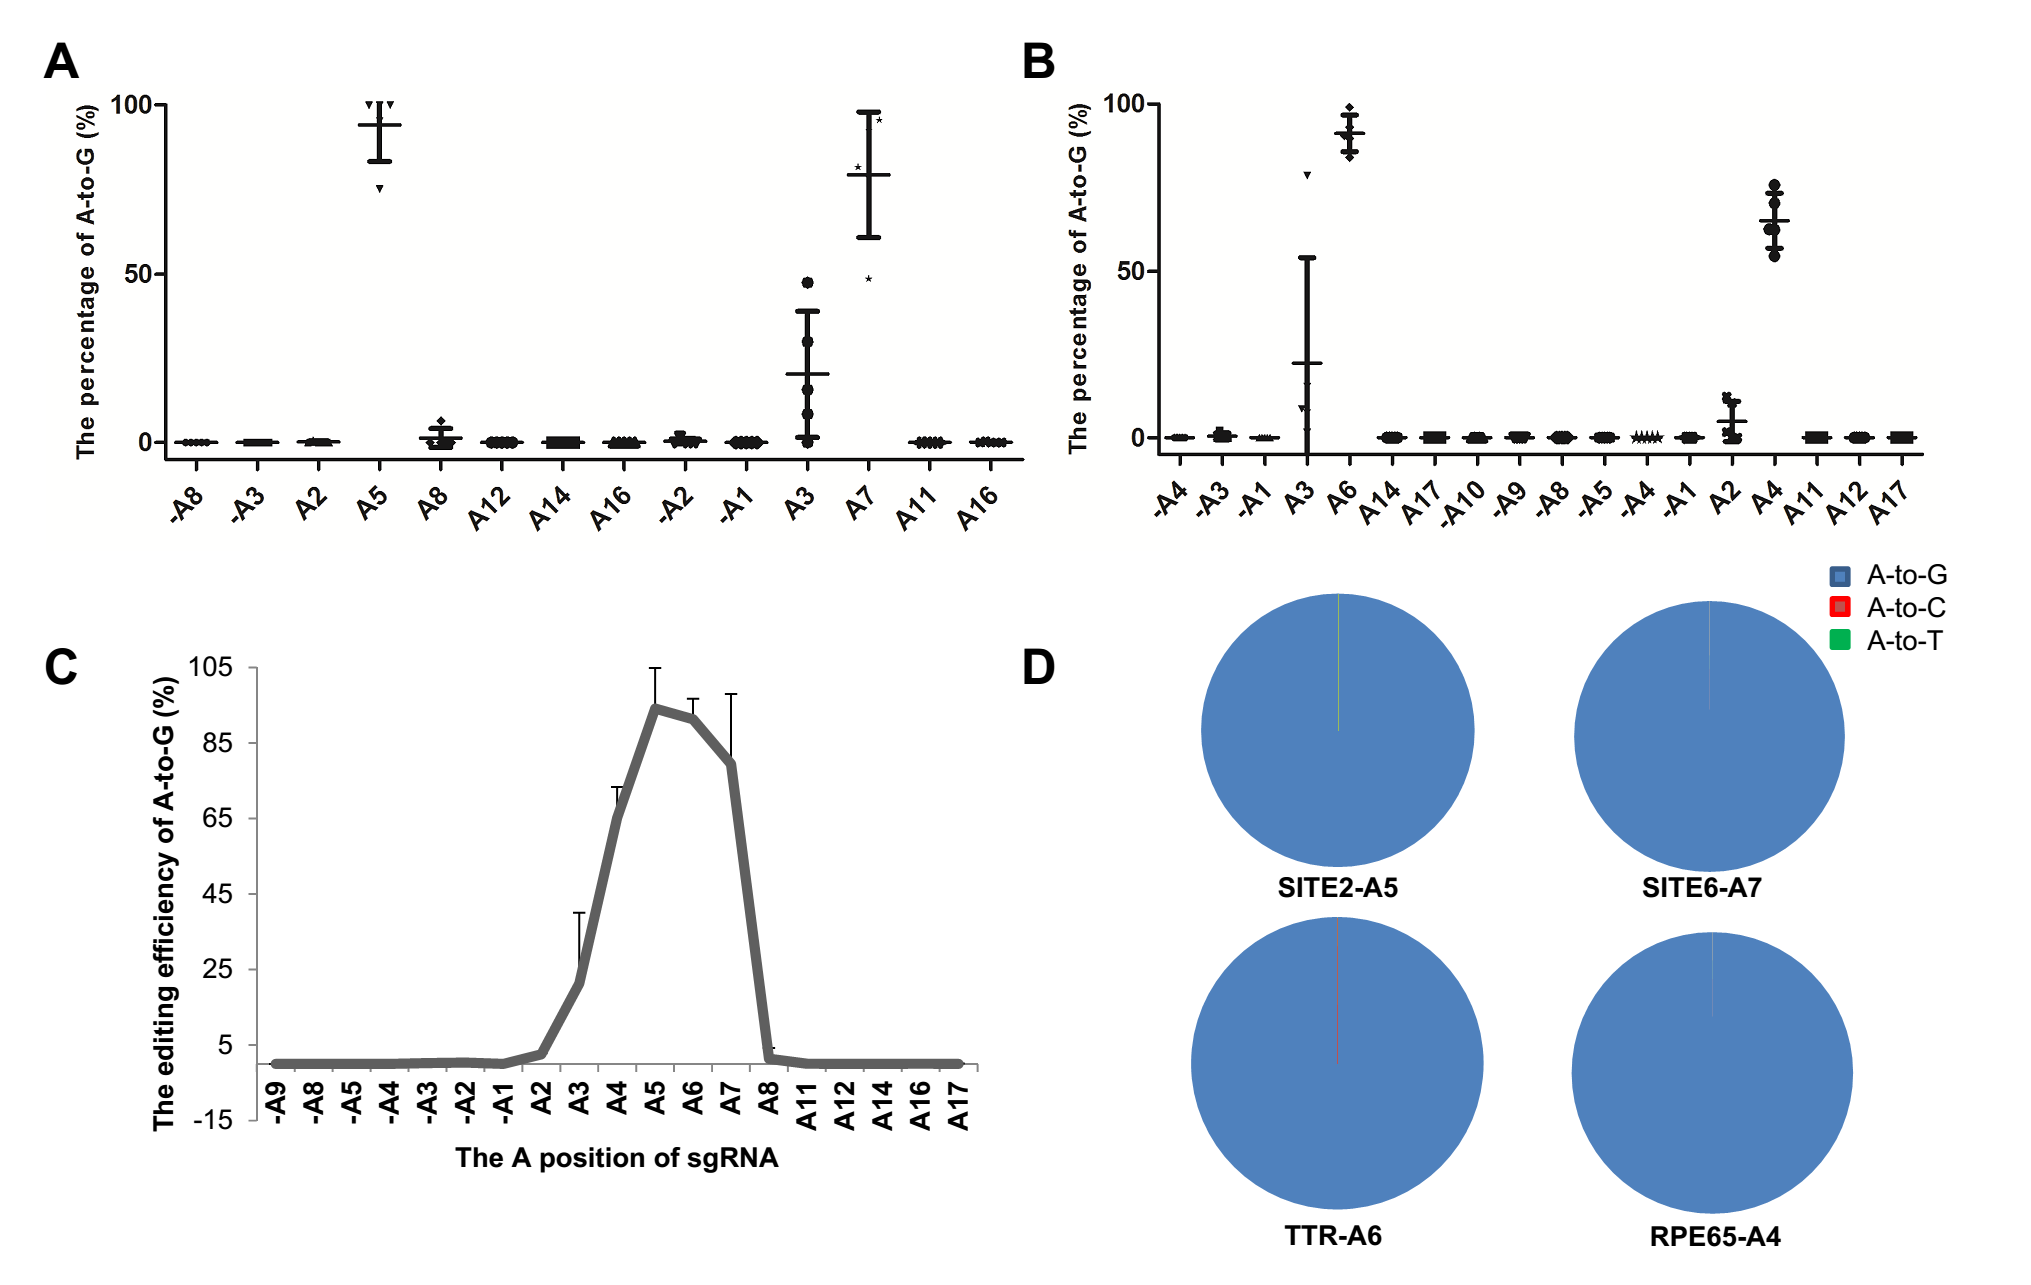 A
The percentage of A-to-G (%)
100
50
0
-A8 -A3 A2 A5 A8 A12 A14 A16 -A2 -A1 A3 A7 A11 A16
B
The percentage of A-to-G (%)
100
50
0
-A4 -A3 -A1 A3 A6 A14 A17 -A10 -A9 -A8 -A5 -A4 -A1 A2 A4 A11 A12 A17
C
The editing efficiency of A-to-G (%)
105
85
65
45
25
5
-15
-A9 -A8 -A5 -A4 -A3 -A2 -A1 A2 A3 A4 A5 A6 A7 A8 A11 A12 A14 A16 A17
The A position of sgRNA
D
A-to-G
A-to-C
A-to-T
SITE2-A5
SITE6-A7
TTR-A6
RPE65-A4